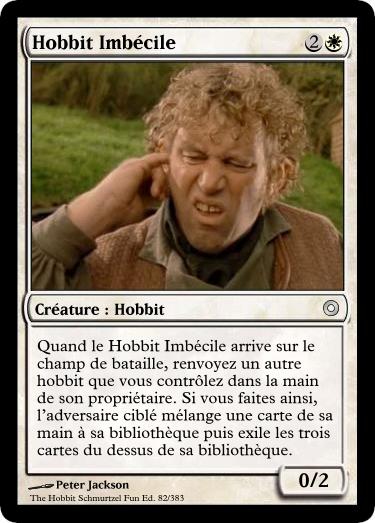 Hobbit Imbécile 2
Créature : Hobbit
Quand le Hobbit Imbécile arrive sur le
champ de bataille, renvoyez un autre
hobbit que vous contrôlez dans la main
de son propriétaire. Si vous faites ainsi,
l'adversaire ciblé mélange une carte de sa
main à sa bibliothèque puis exile les trois
cartes du dessus de sa bibliothèque.
0/2
Peter Jackson
The Hobbit Schmurtzel Fun Ed. 82/383